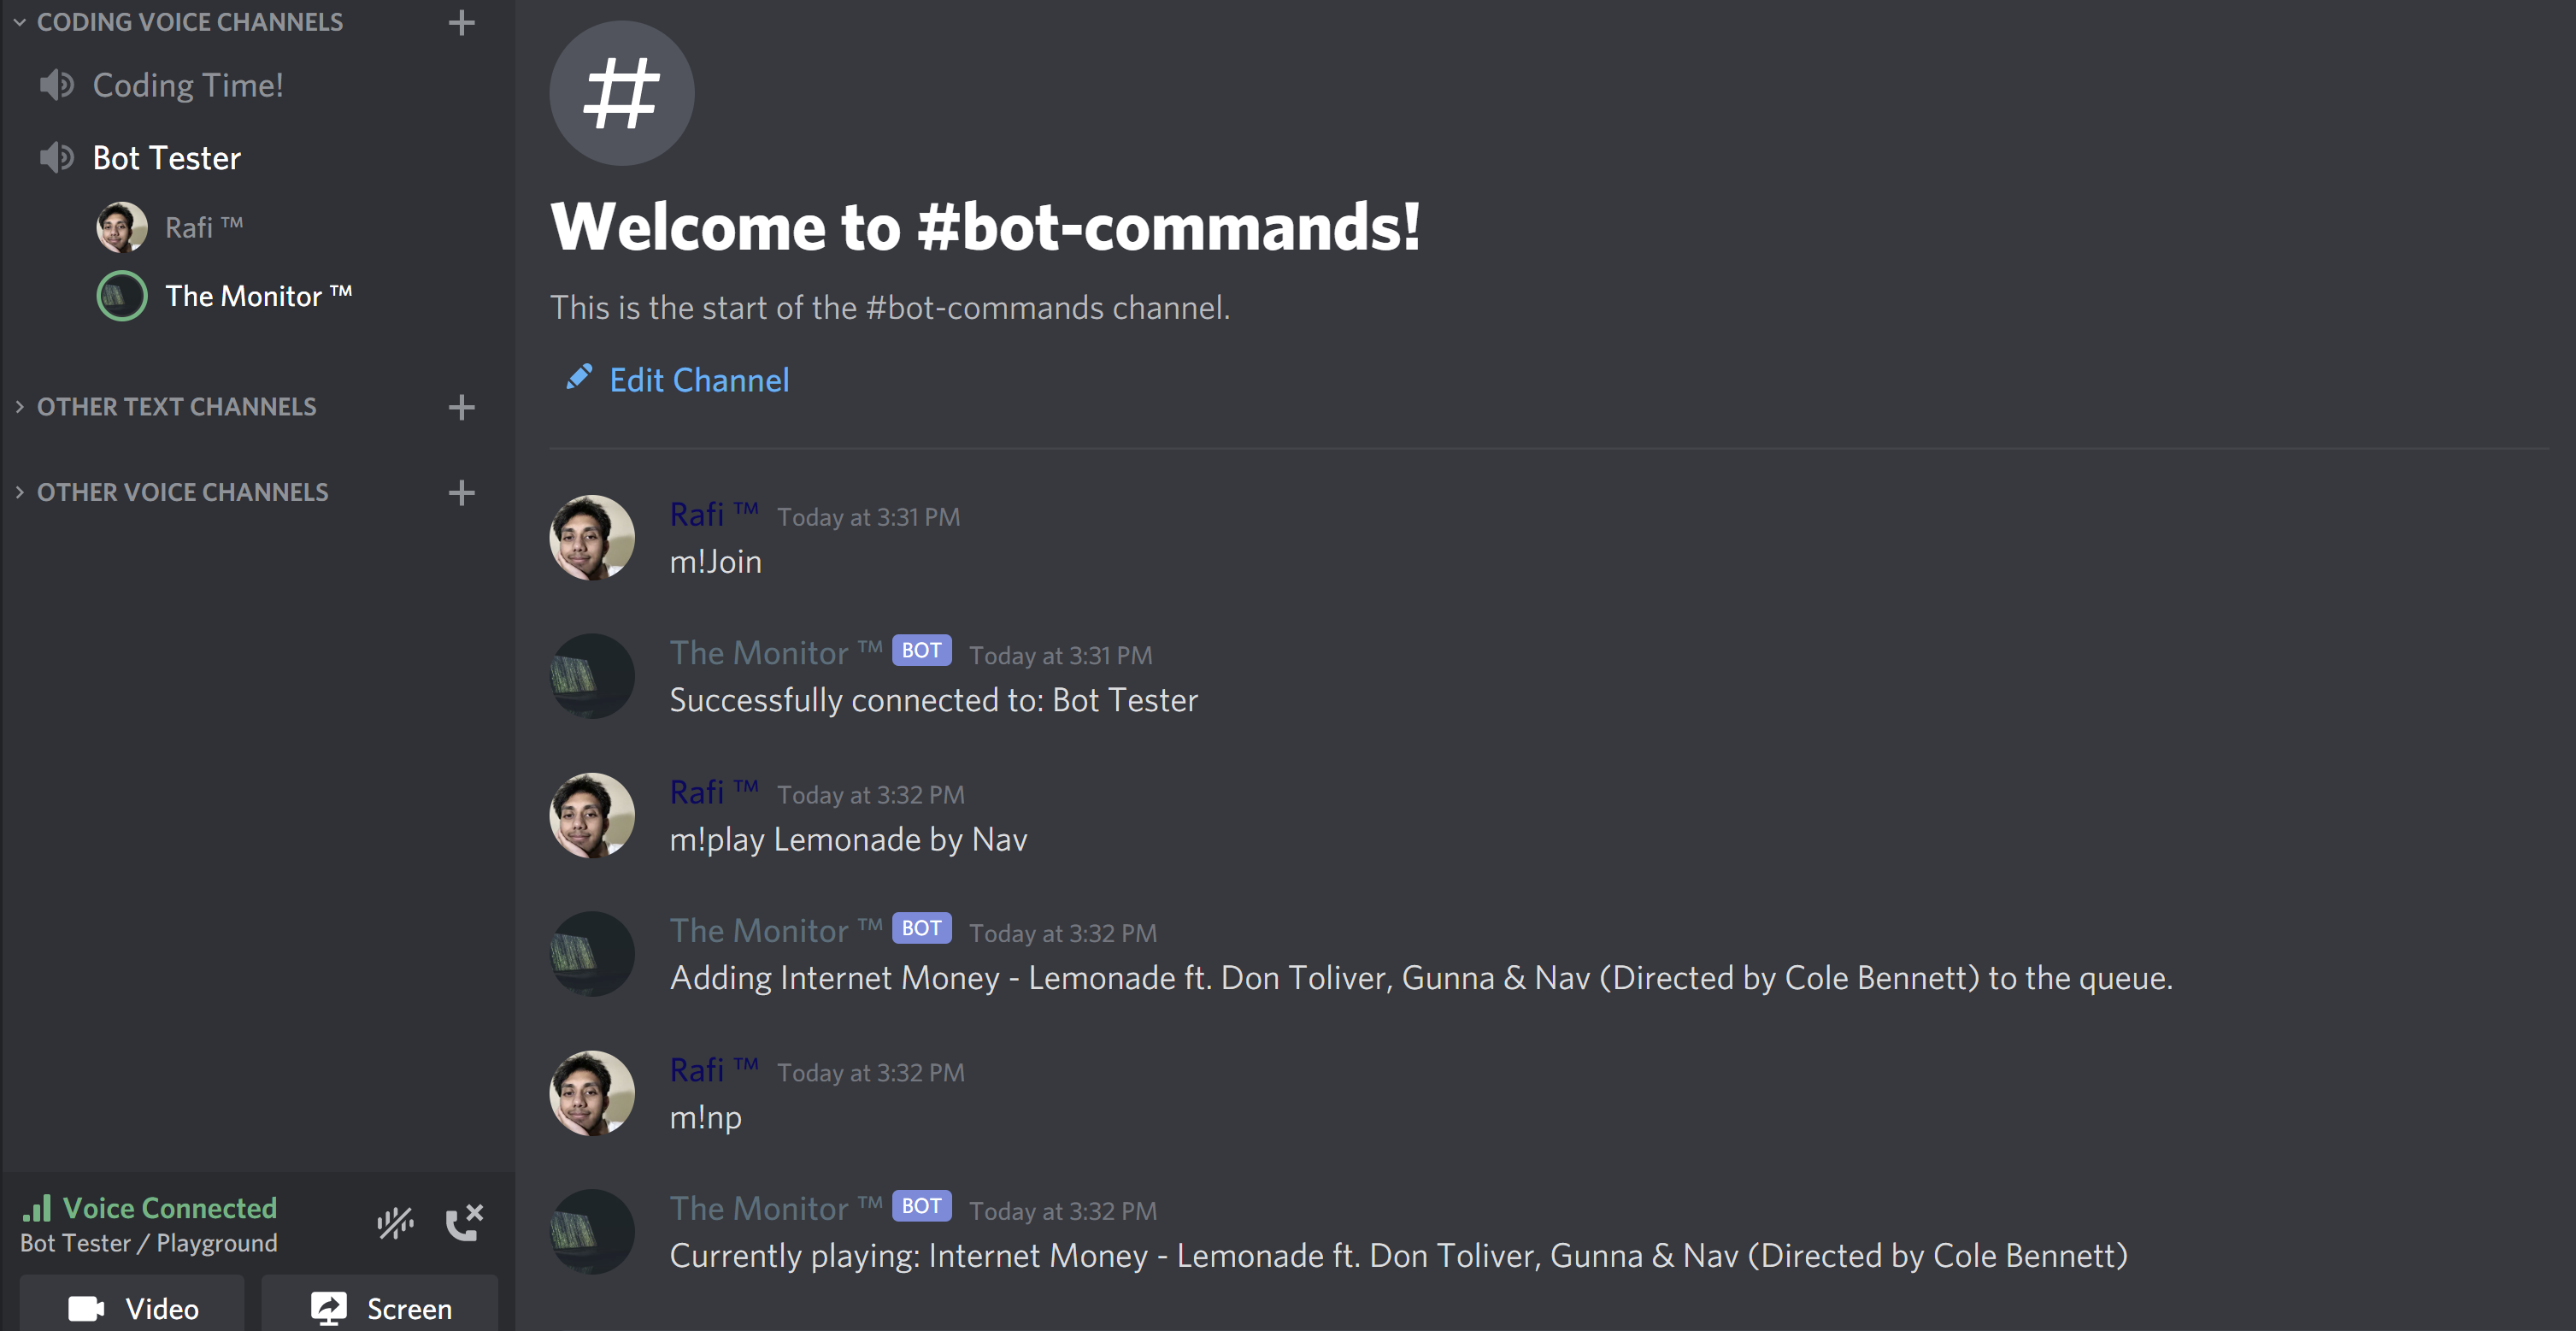 CODING VOICE CHANNELS
Coding Time!
Bot Tester
Rafi ™
The Monitor ™
OTHER TEXT CHANNELS
OTHER VOICE CHANNELS
Voice Connected
Bot Tester / Playground
Video
Screen
#
Welcome to #bot-commands!
This is the start of the #bot-commands channel.
Edit Channel
Rafi ™ Today at 3:31 PM
m!Join
The Monitor ™ BOT Today at 3:31 PM
Successfully connected to: Bot Tester
Rafi ™ Today at 3:32 PM
m!play Lemonade by Nav
The Monitor ™ BOT Today at 3:32 PM
Adding Internet Money - Lemonade ft. Don Toliver, Gunna & Nav (Directed by Cole Bennett) to the queue.
Rafi ™ Today at 3:32 PM
m!np
The Monitor ™ BOT Today at 3:32 PM
Currently playing: Internet Money - Lemonade ft. Don Toliver, Gunna & Nav (Directed by Cole Bennett)